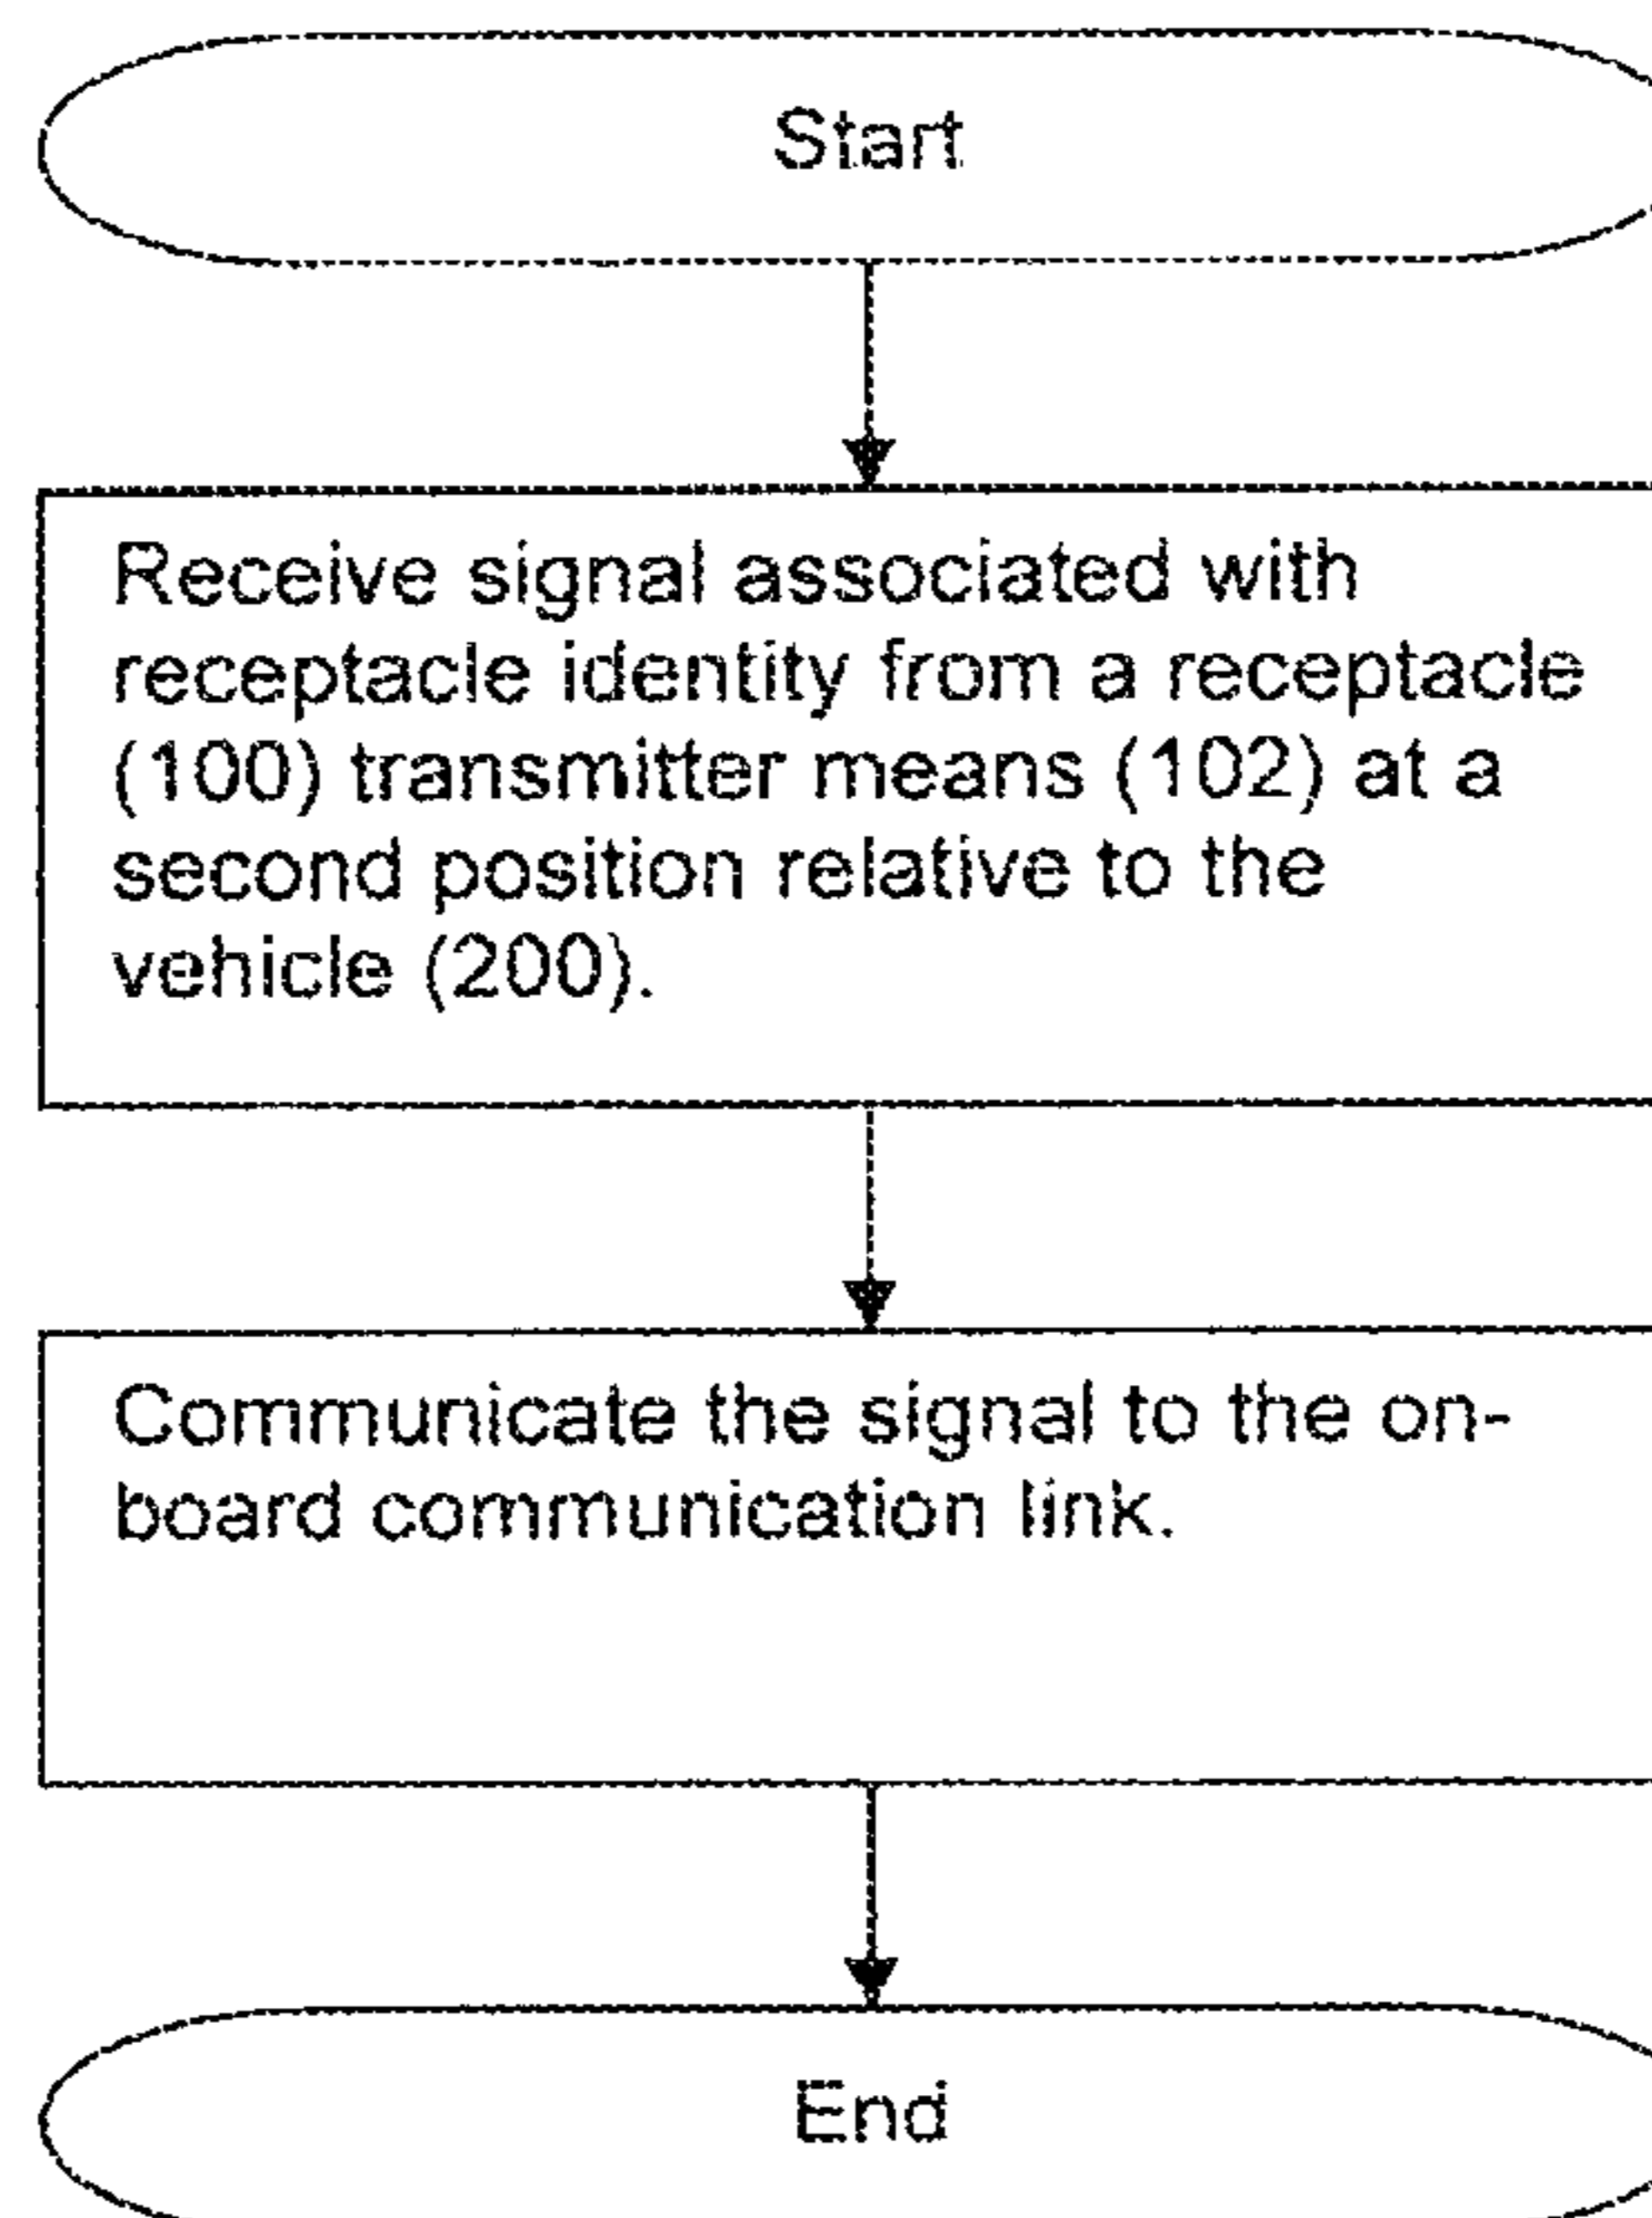 Start
Receive signal associated with
receptacle identity from a receptacle
(100) transmitter means (102) at a
second position relative to the
vehicle (200).
Communicate the signal to the on-
board communication link.
End